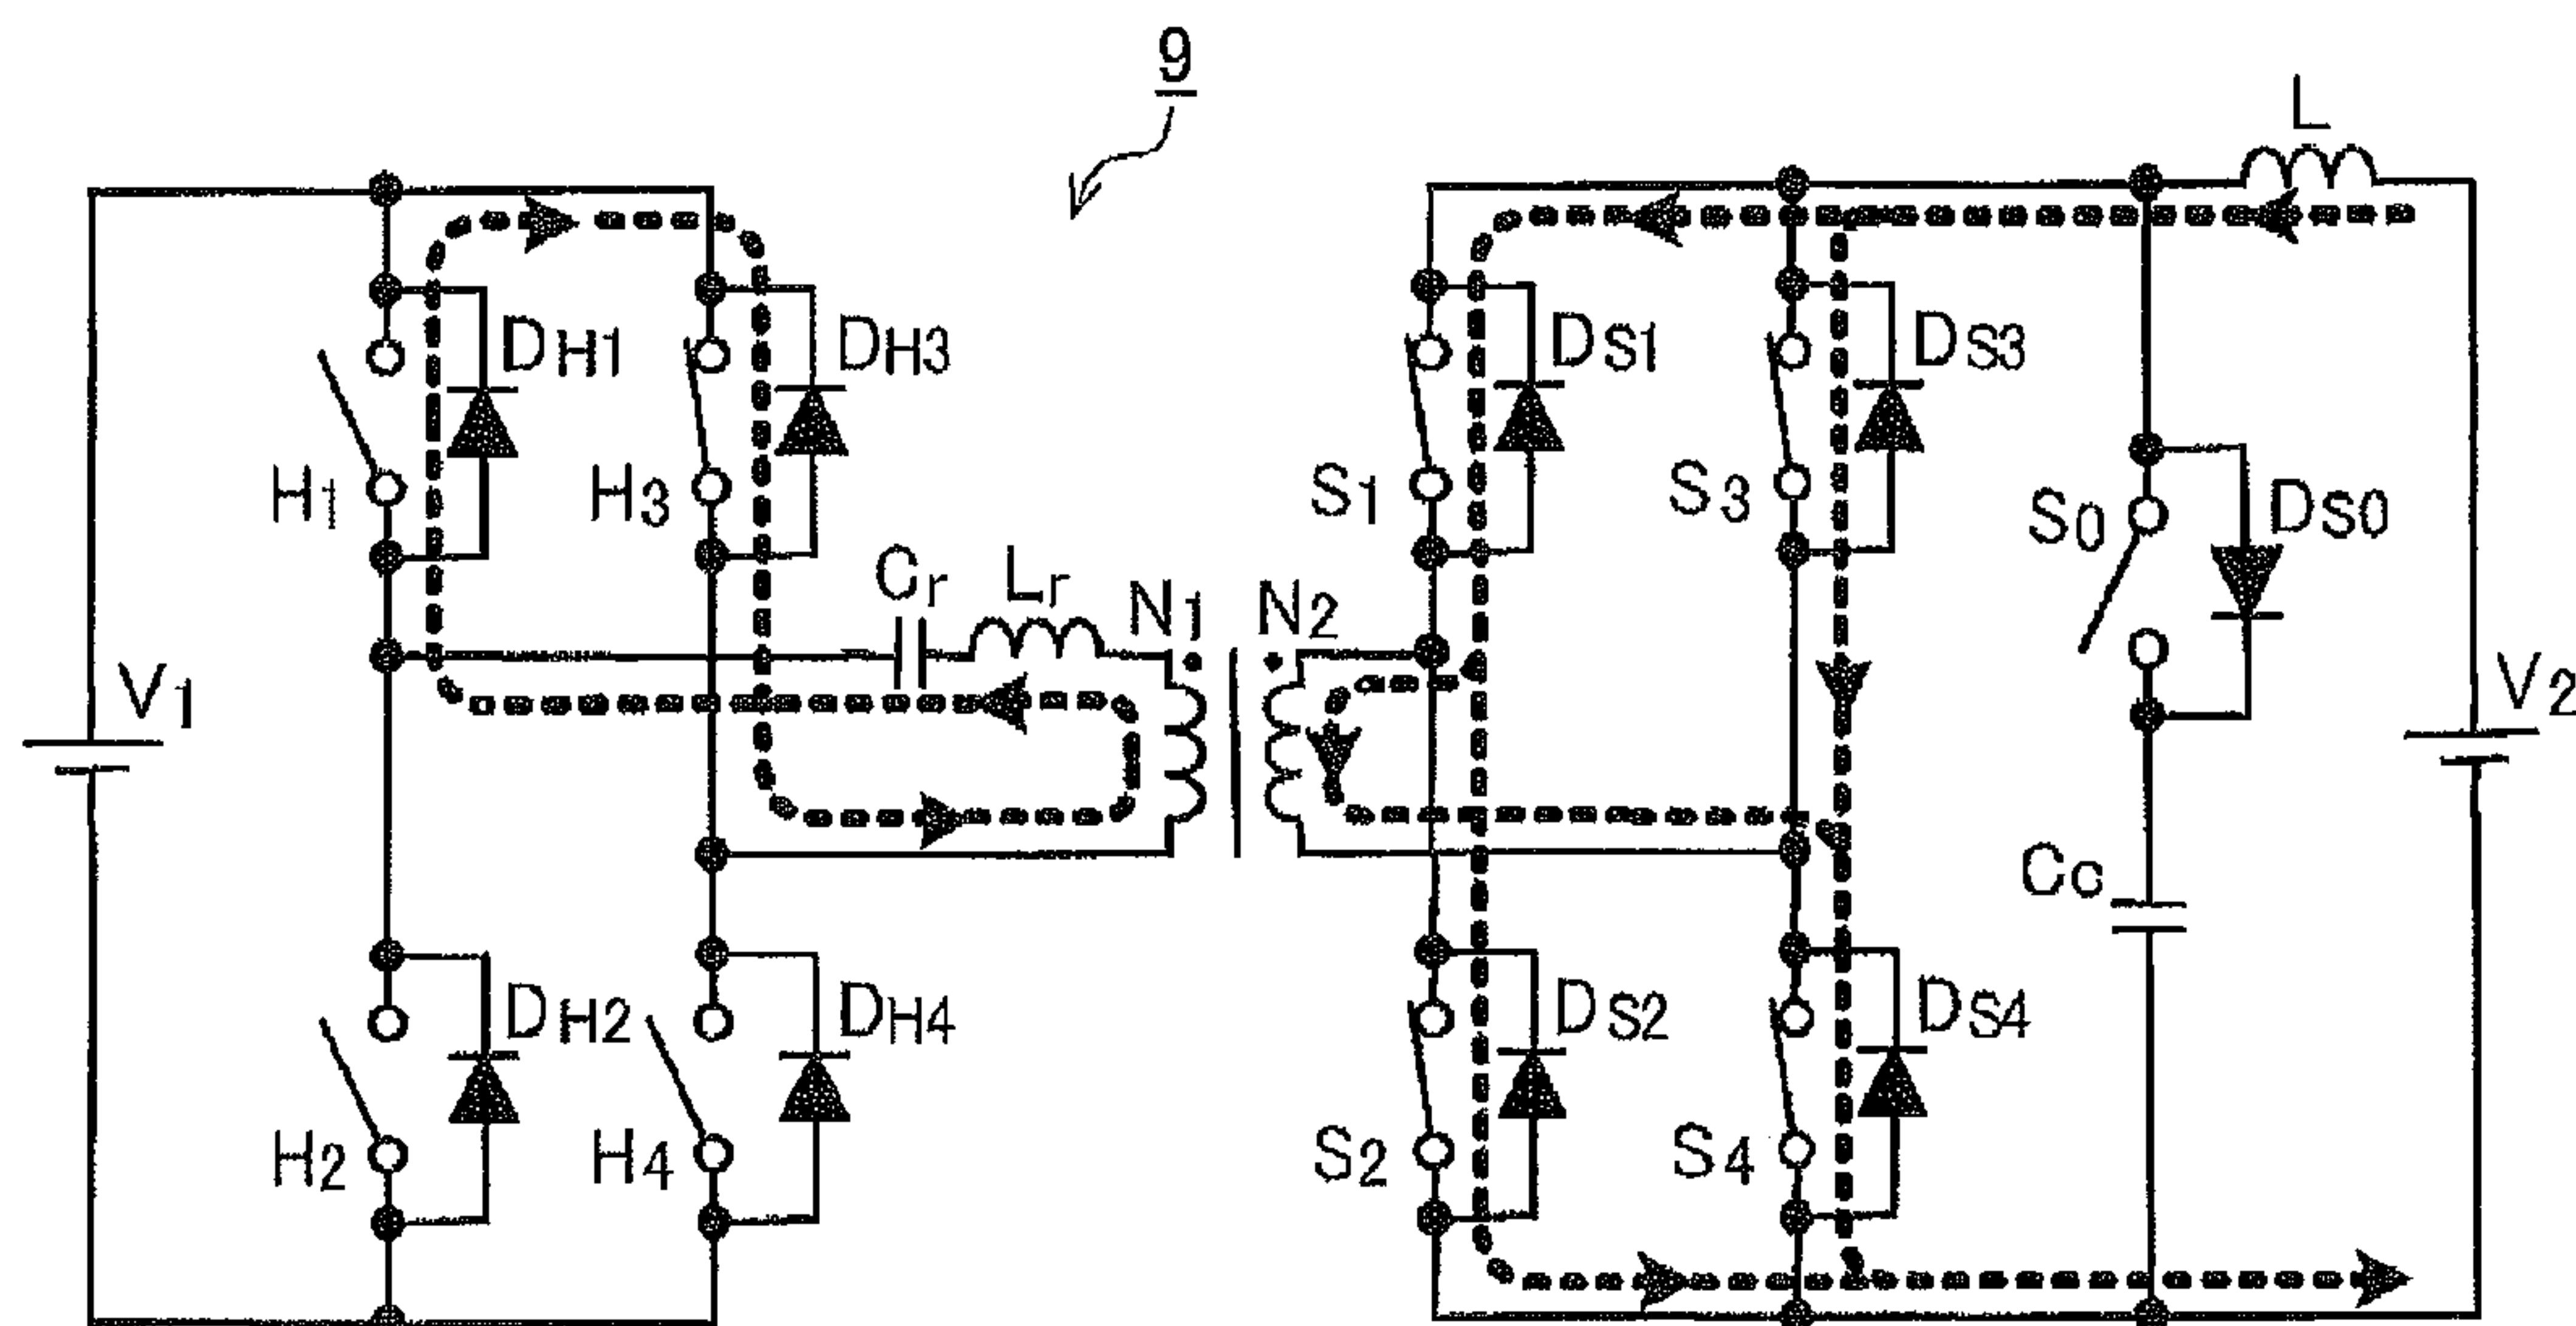 9
L
DH1
DH3
DS1
DS3
H1
H3
S1
S3
S0
DS0
Cr
Lr
N1
N2
V1
V2
Cc
DH2
DH4
DS2
DS4
H2
H4
S2
S4